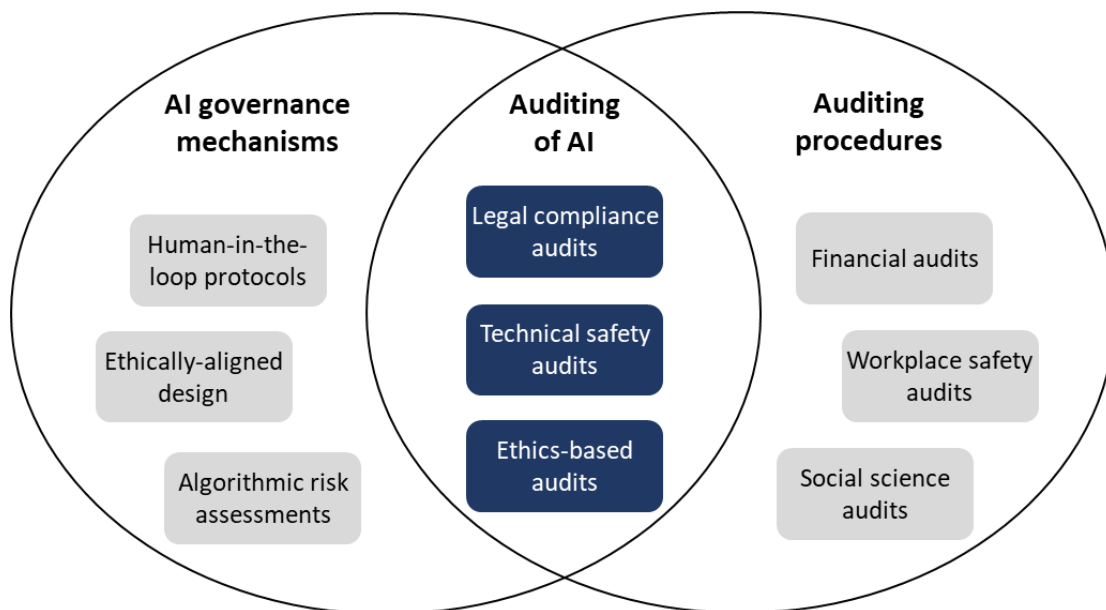 AI governance
mechanisms
Human-in-the-
loop protocols
Ethically-aligned
design
Algorithmic risk
assessments
Auditing
of AI
Legal compliance
audits
Technical safety
audits
Ethics-based
audits
Auditing
procedures
Financial audits
Workplace safety
audits
Social science
audits